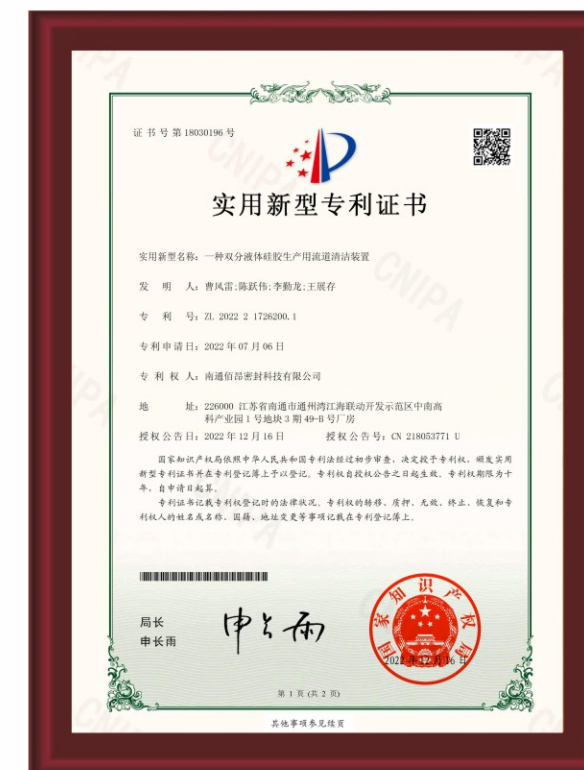 证书号第18030196号
实用新型专利证书
实用新型名称：一种双分液体硅胶生产用流道清洁装置
发 明 人：曹风雷;陈跃伟;李勤龙;王展存
专 利 号：ZL 2022 2 1726200.1
专利申请日：2022年07月06日
专 利 权 人：南通佰昂密封科技有限公司
地 址：226000 江苏省南通市通州湾江海联动开发示范区中南高
科产业园1号地块3期49-B号厂房
授权公告日：2022年12月16日 授权公告号：CN 218053771 U
国家知识产权局依照中华人民共和国专利法经过初步审查，决定授予专利权，颁发实用
新型专利证书并在专利登记簿上予以登记。专利权自授权公告之日起生效。专利权期限为十
年，自申请日起算。
专利证书记载专利权登记时的法律状况。专利权的转移、质押、无效、终止、恢复和专
利权人的姓名或名称、国籍、地址变更等事项记载在专利登记簿上。
局长
申长雨
申长雨
国家知识产权局
2022年12月16日
第 1 页 (共 2 页)
其他事项参见续页
CNIPA
CNIPA
CNIPA
CNIPA
CNIPA